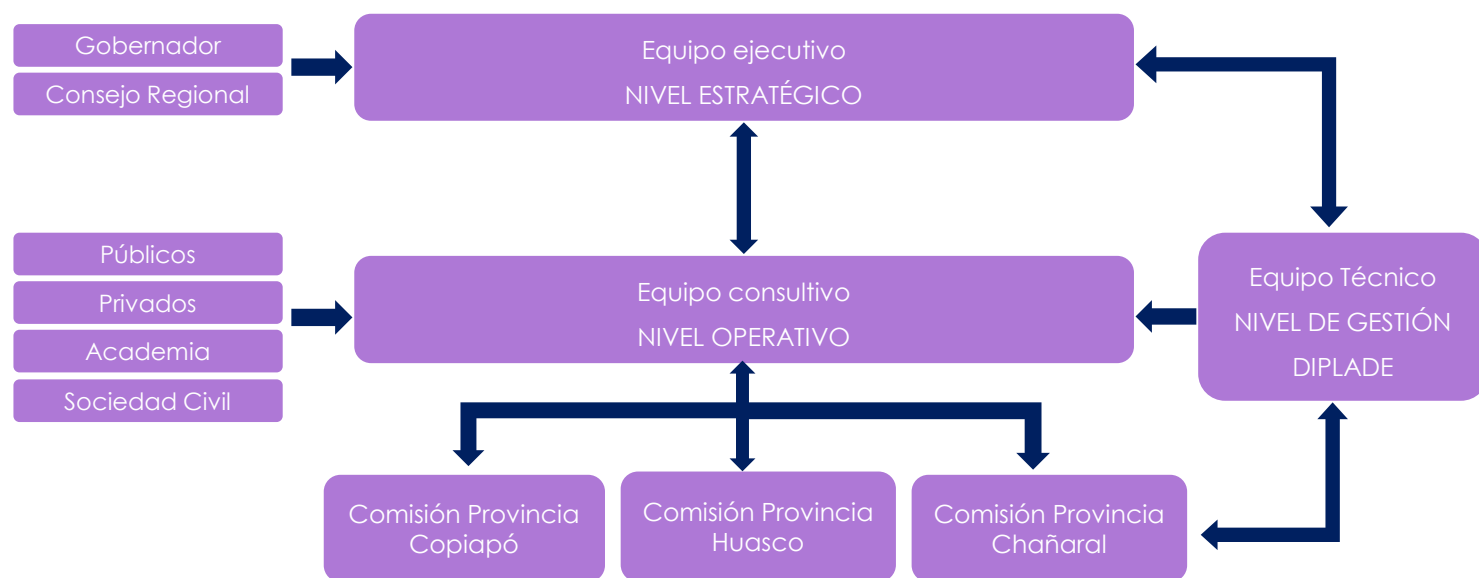 Gobernador
Consejo Regional
Equipo ejecutivo
NIVEL ESTRATÉGICO
Públicos
Privados
Academia
Sociedad Civil
Equipo consultivo
NIVEL OPERATIVO
Equipo Técnico
NIVEL DE GESTIÓN
DIPLADE
Comisión Provincia
Copiapó
Comisión Provincia
Huasco
Comisión Provincia
Chañaral